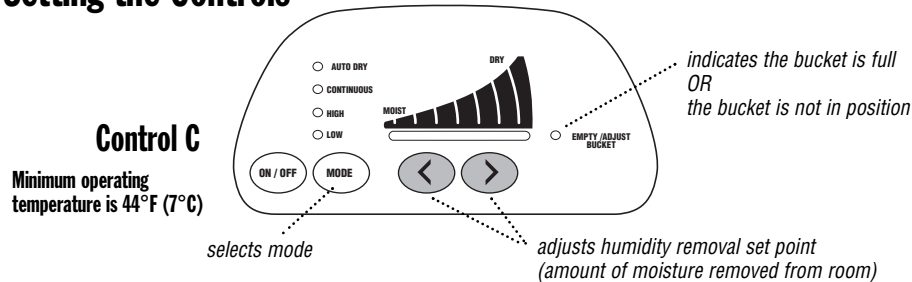 Setting the Controls
AUTO DRY
CONTINUOUS
HIGH
LOW
DRY
MOIST
EMPTY /ADJUST
BUCKET
ON / OFF
MODE
indicates the bucket is full
OR
the bucket is not in position
Control C
Minimum operating
temperature is 44°F (7°C)
selects mode
adjusts humidity removal set point
(amount of moisture removed from room)